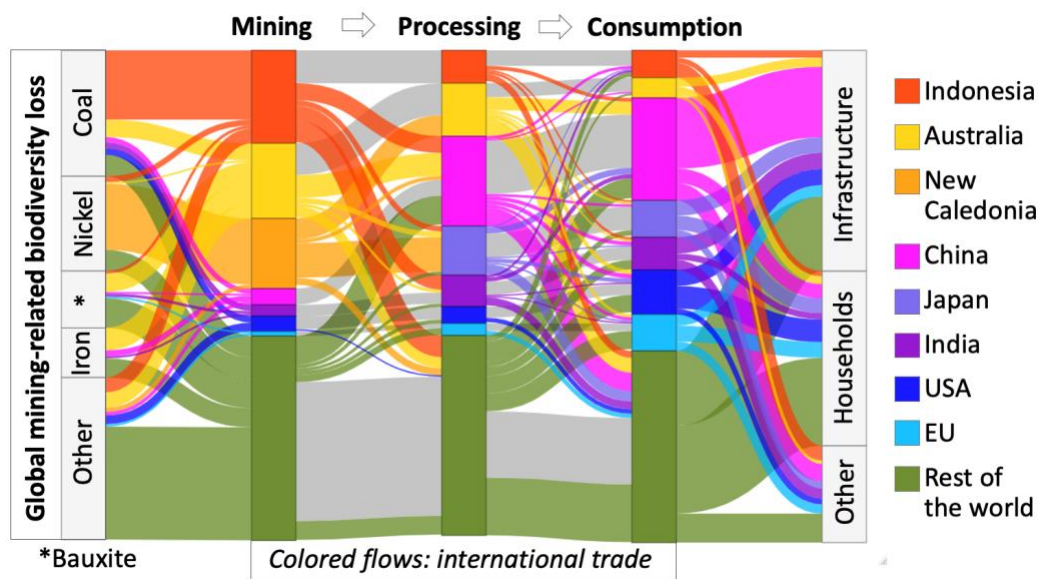 Mining ⇨ Processing ⇨ Consumption
Global mining-related biodiversity loss
Coal
Nickel
*
Iron
Other
Infrastructure
Households
Other
Indonesia
Australia
New
Caledonia
China
Japan
India
USA
EU
Rest of
the world
*Bauxite
Colored flows: international trade